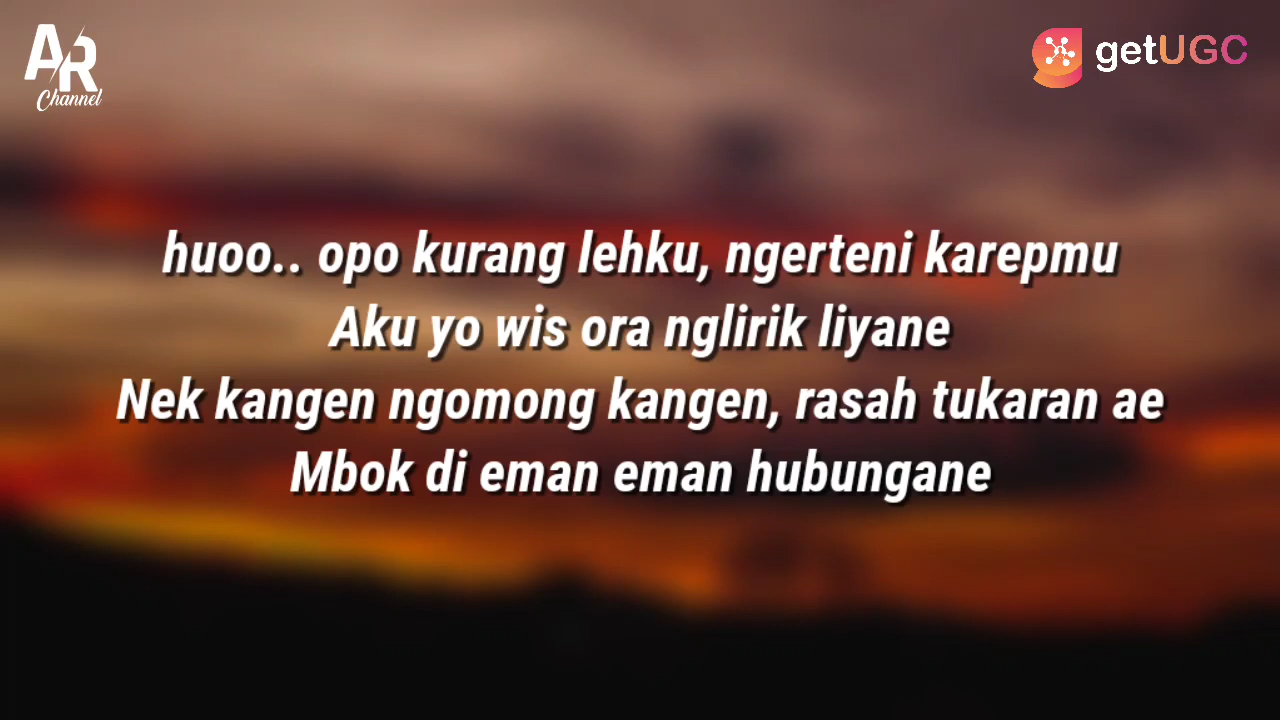 AR
Channel
getUGC
huoo.. opo kurang lehku, ngerteni karepmu
Aku yo wis ora nglirik liyane
Nek kangen ngomong kangen, rasah tukaran ae
Mbok di eman eman hubungane